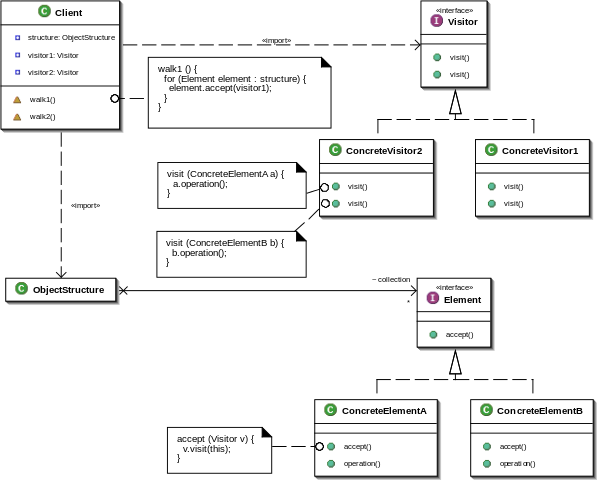 C Client
structure: ObjectStructure
visitor1: Visitor
visitor2: Visitor
walk1()
walk2()
«import»
«interface»
I Visitor
visit()
visit()
walk1 () {
for (Element element : structure) {
element.accept(visitor1);
}
}
C ConcreteVisitor2
visit()
visit()
C ConcreteVisitor1
visit()
visit()
visit (ConcreteElementA a) {
a.operation();
}
«import»
visit (ConcreteElementB b) {
b.operation();
}
C ObjectStructure
~ collection
*
«interface»
I Element
accept()
C ConcreteElementA
accept()
operation()
C ConcreteElementB
accept()
operation()
accept (Visitor v) {
v.visit(this);
}